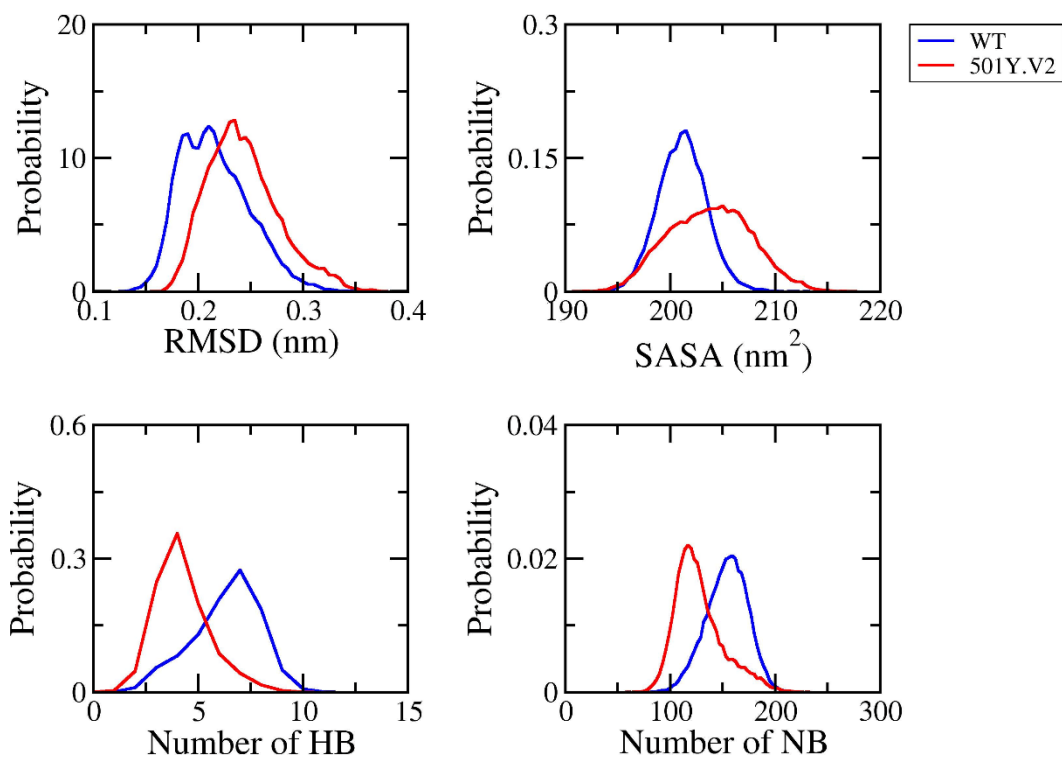 20
10
0
Probability
0.1
0.2
0.3
0.4
RMSD (nm)
0.3
0.15
0
Probability
190
200
210
220
SASA (nm²)
WT
501Y.V2
0.6
0.3
0
Probability
0
5
10
15
Number of HB
0.04
0.02
0
Probability
0
100
200
300
Number of NB